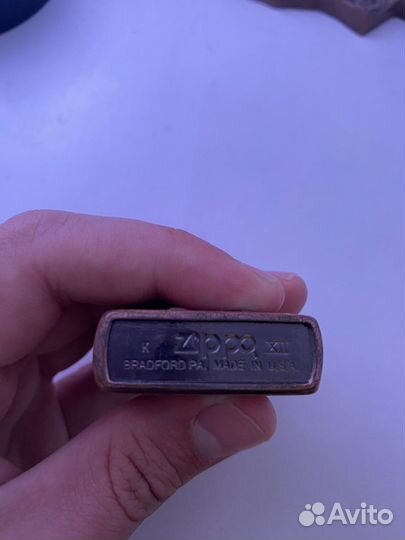 K Zippo XII
BRADFORD PA. MADE IN U.S.A.
Avito